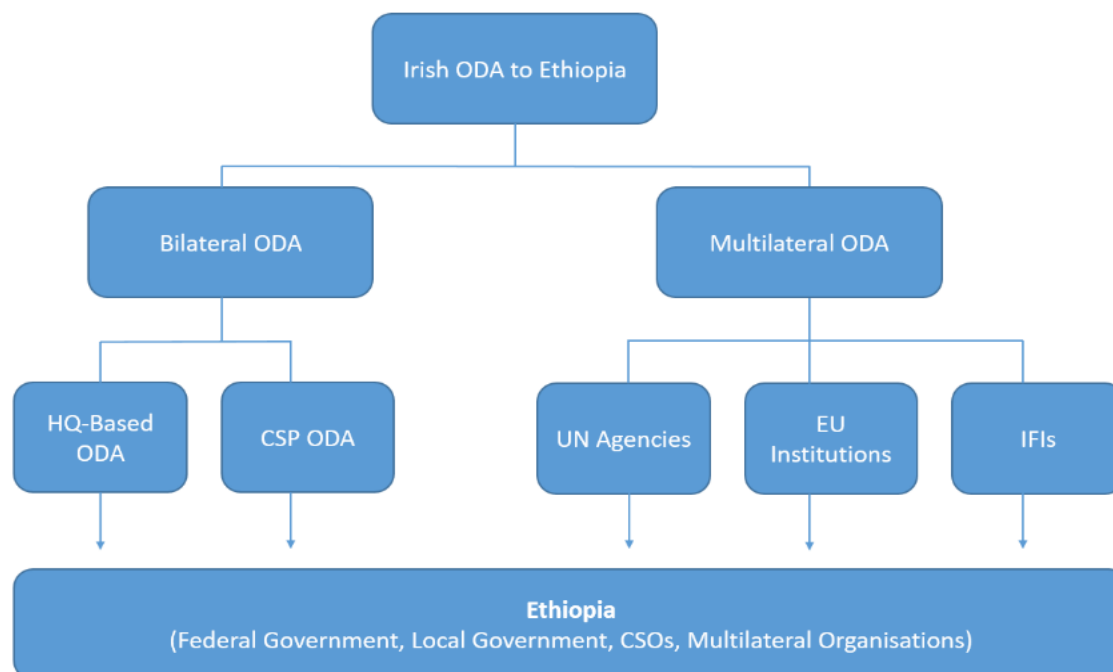 Irish ODA to Ethiopia
Bilateral ODA
Multilateral ODA
HQ-Based
ODA
CSP ODA
UN Agencies
EU
Institutions
IFIs
Ethiopia
(Federal Government, Local Government, CSOs, Multilateral Organisations)